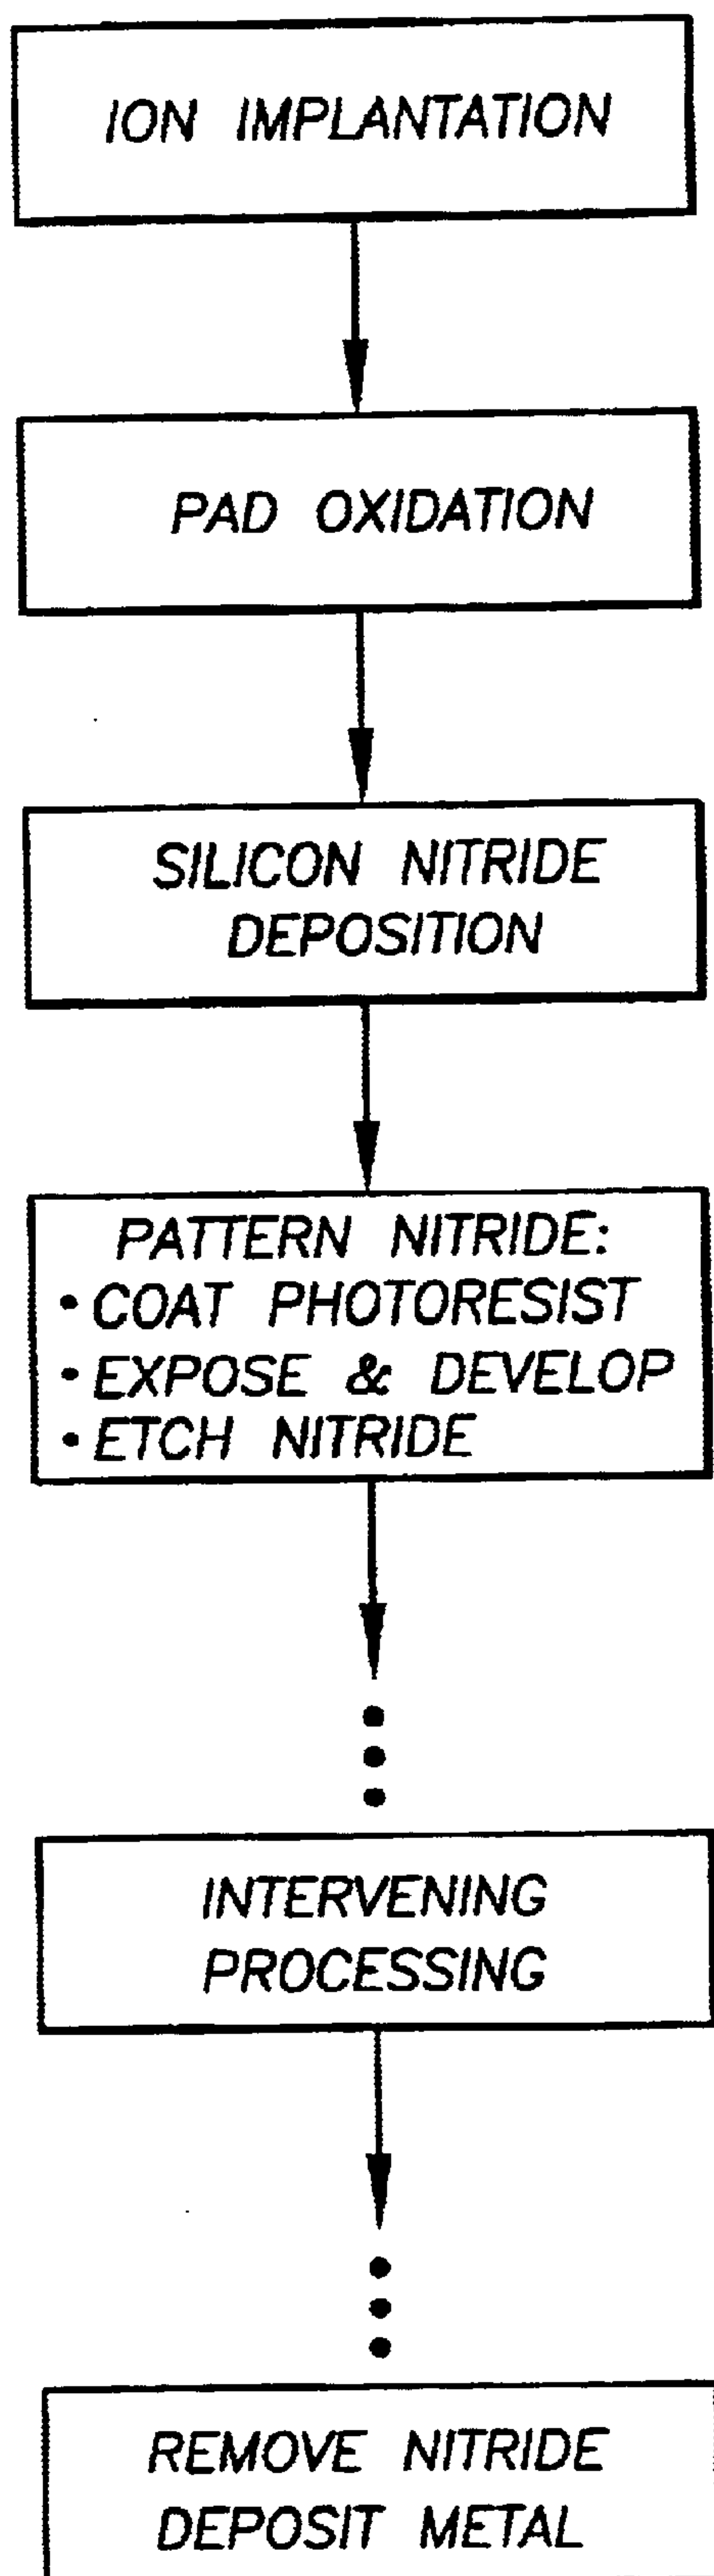 ION IMPLANTATION
PAD OXIDATION
SILICON NITRIDE
DEPOSITION
PATTERN NITRIDE:
• COAT PHOTORESIST
• EXPOSE & DEVELOP
• ETCH NITRIDE
INTERVENING
PROCESSING
REMOVE NITRIDE
DEPOSIT METAL